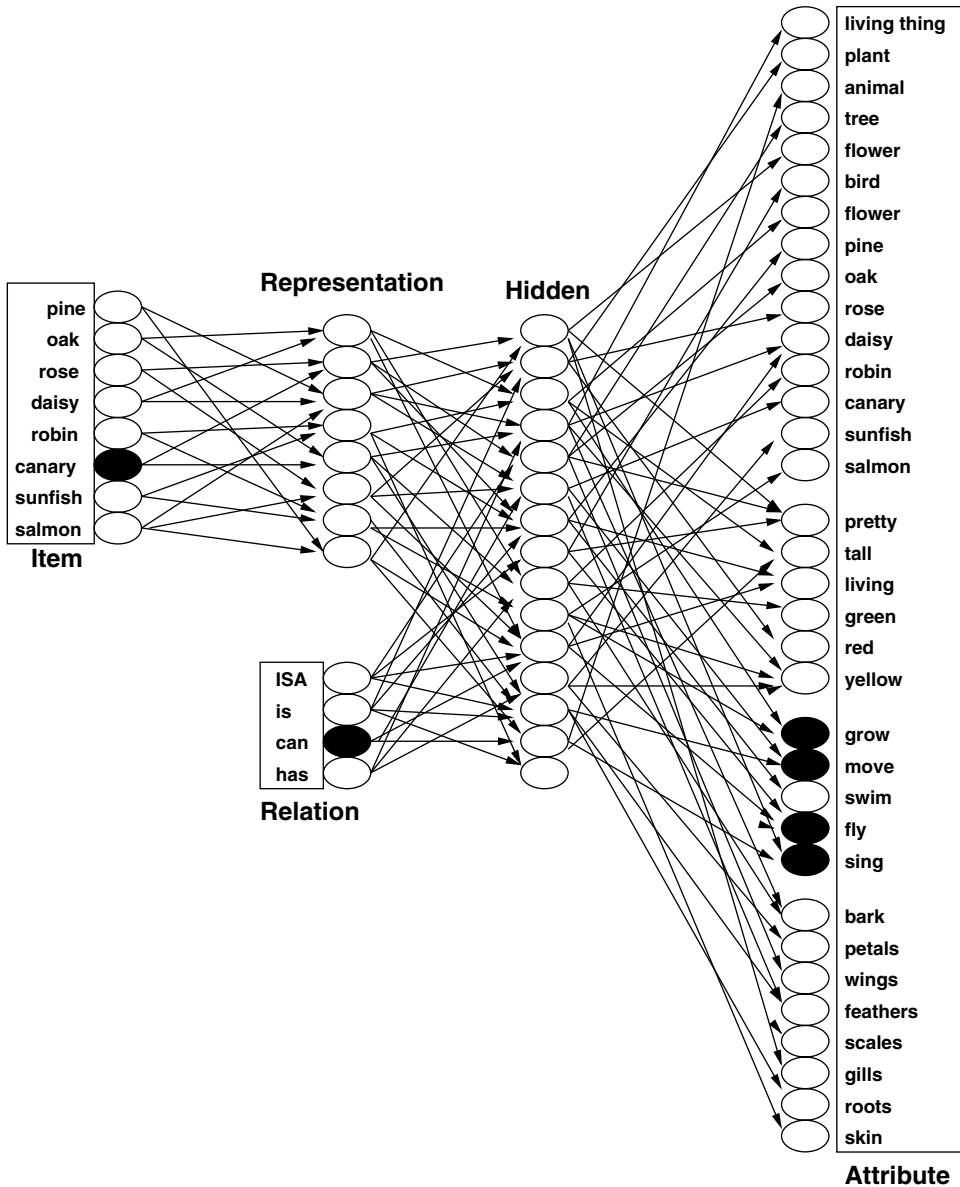 Item
pine
oak
rose
daisy
robin
canary
sunfish
salmon
Representation
Relation
ISA
is
can
has
Hidden
living thing
plant
animal
tree
flower
bird
flower
pine
oak
rose
daisy
robin
canary
sunfish
salmon
pretty
tall
living
green
red
yellow
grow
move
swim
fly
sing
bark
petals
wings
feathers
scales
gills
roots
skin
Attribute